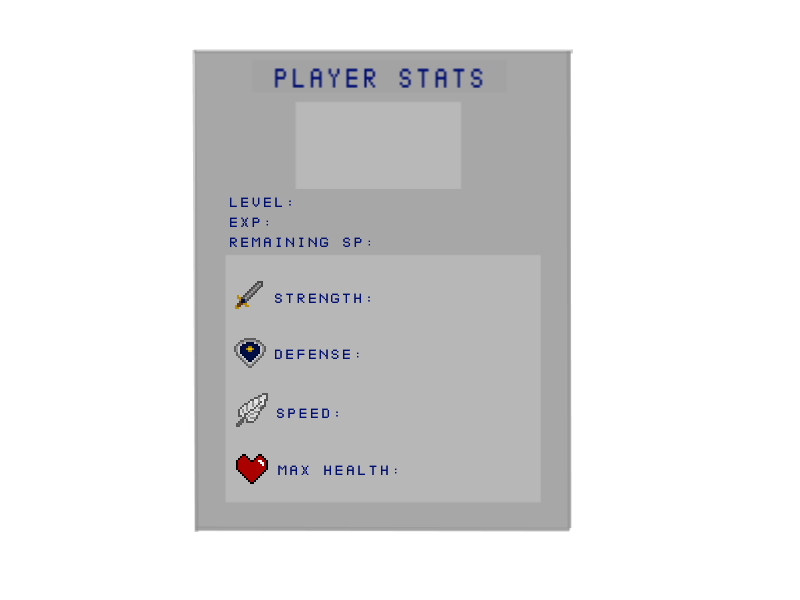 PLAYER STATS
LEVEL:
EXP:
REMAINING SP:
STRENGTH:
DEFENSE:
SPEED:
MAX HEALTH: